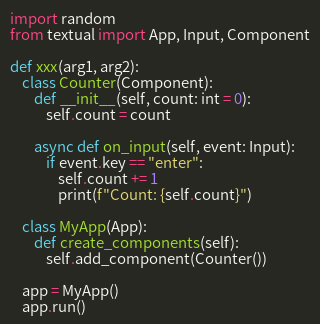 import random
from textual import App, Input, Component

def xxx(arg1, arg2):
    class Counter(Component):
        def __init__(self, count: int = 0):
            self.count = count

        async def on_input(self, event: Input):
            if event.key == "enter":
                self.count += 1
                print(f"Count: {self.count}")

    class MyApp(App):
        def create_components(self):
            self.add_component(Counter())

    app = MyApp()
    app.run()